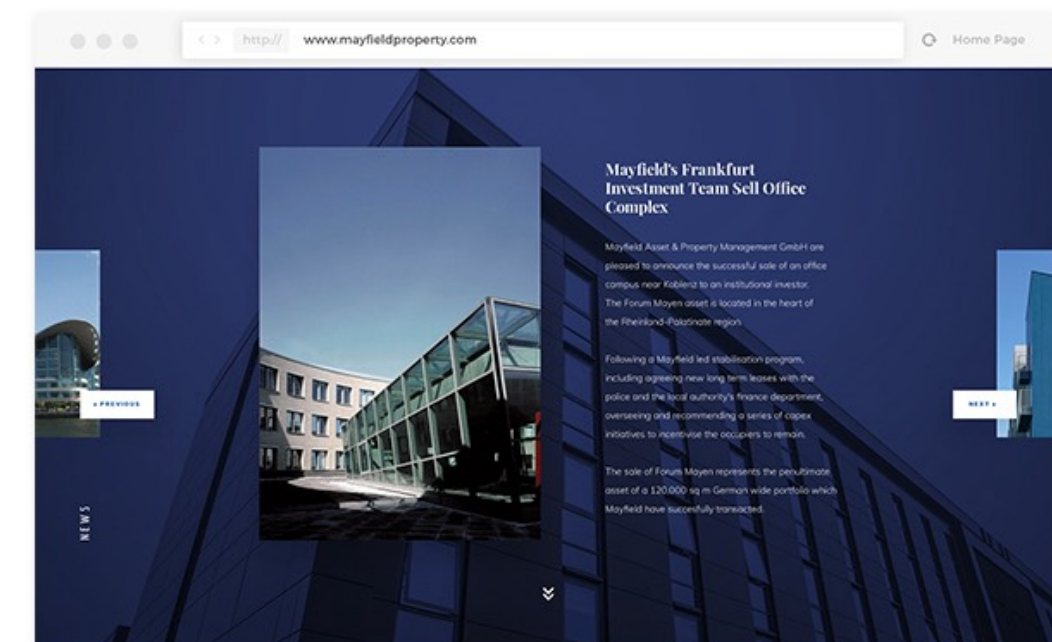 http://
www.mayfieldproperty.com
Home Page
Mayfield's Frankfurt
Investment Team Sell Office
Complex
Mayfield Asset & Property Management GmbH are
pleased to announce the successful sale of an office
campus near Koblenz to an institutional investor.
The Forum Mayen asset is located in the heart of
the Rheinland-Palatinate region.
Following a Mayfield led stabilisation program,
including agreeing new long term leases with the
police and the local authority's finance department,
overseeing and recommending a series of capex
initiatives to incentivise the occupiers to remain.
The sale of Forum Mayen represents the penultimate
asset of a 120,000 sq m German wide portfolio which
Mayfield have succesfully transacted.
« PREVIOUS
NEXT »
NEWS